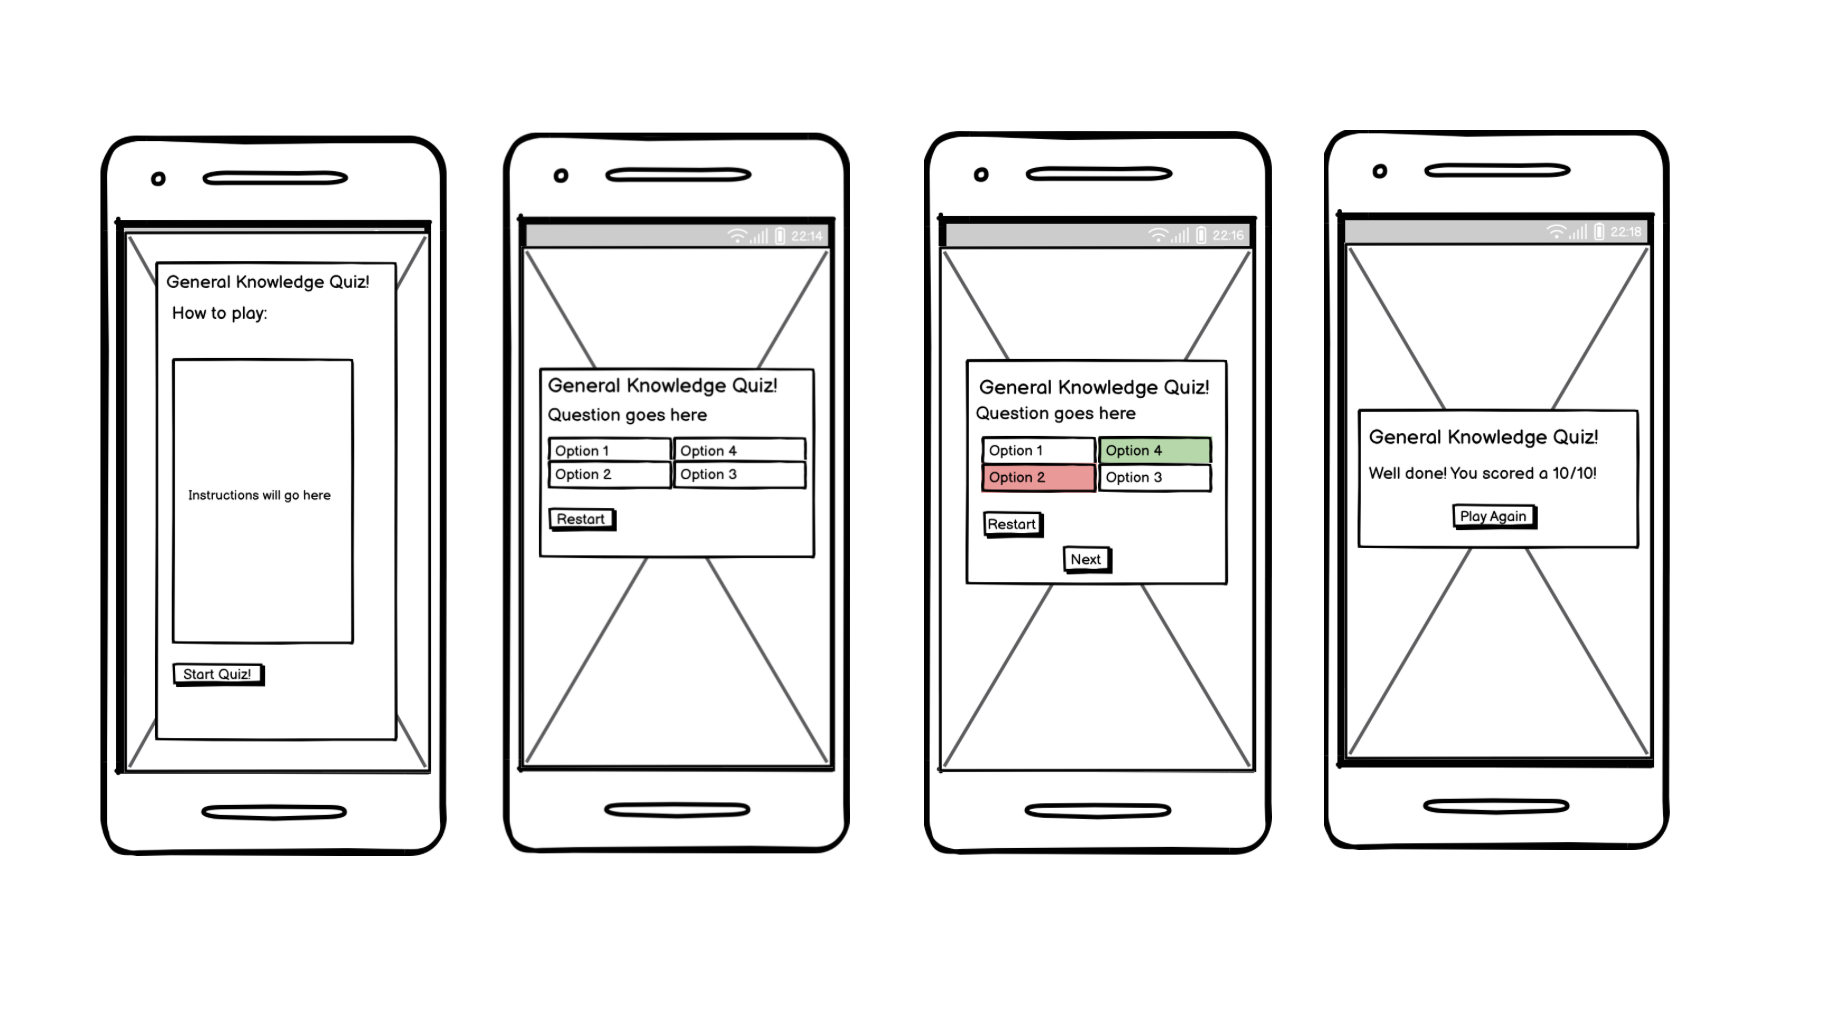 General Knowledge Quiz!
How to play:
Instructions will go here
Start Quiz!
22:14
General Knowledge Quiz!
Question goes here
Option 1 Option 4
Option 2 Option 3
Restart
22:16
General Knowledge Quiz!
Question goes here
Option 1 Option 4
Option 2 Option 3
Restart
Next
22:18
General Knowledge Quiz!
Well done! You scored a 10/10!
Play Again